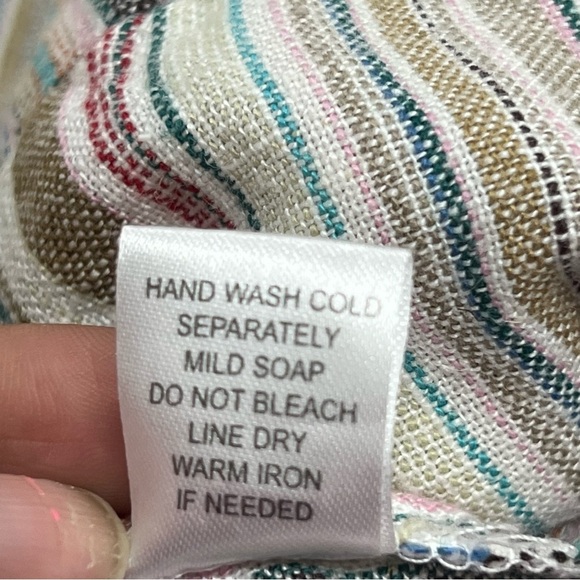 HAND WASH COLD
SEPARATELY
MILD SOAP
DO NOT BLEACH
LINE DRY
WARM IRON
IF NEEDED